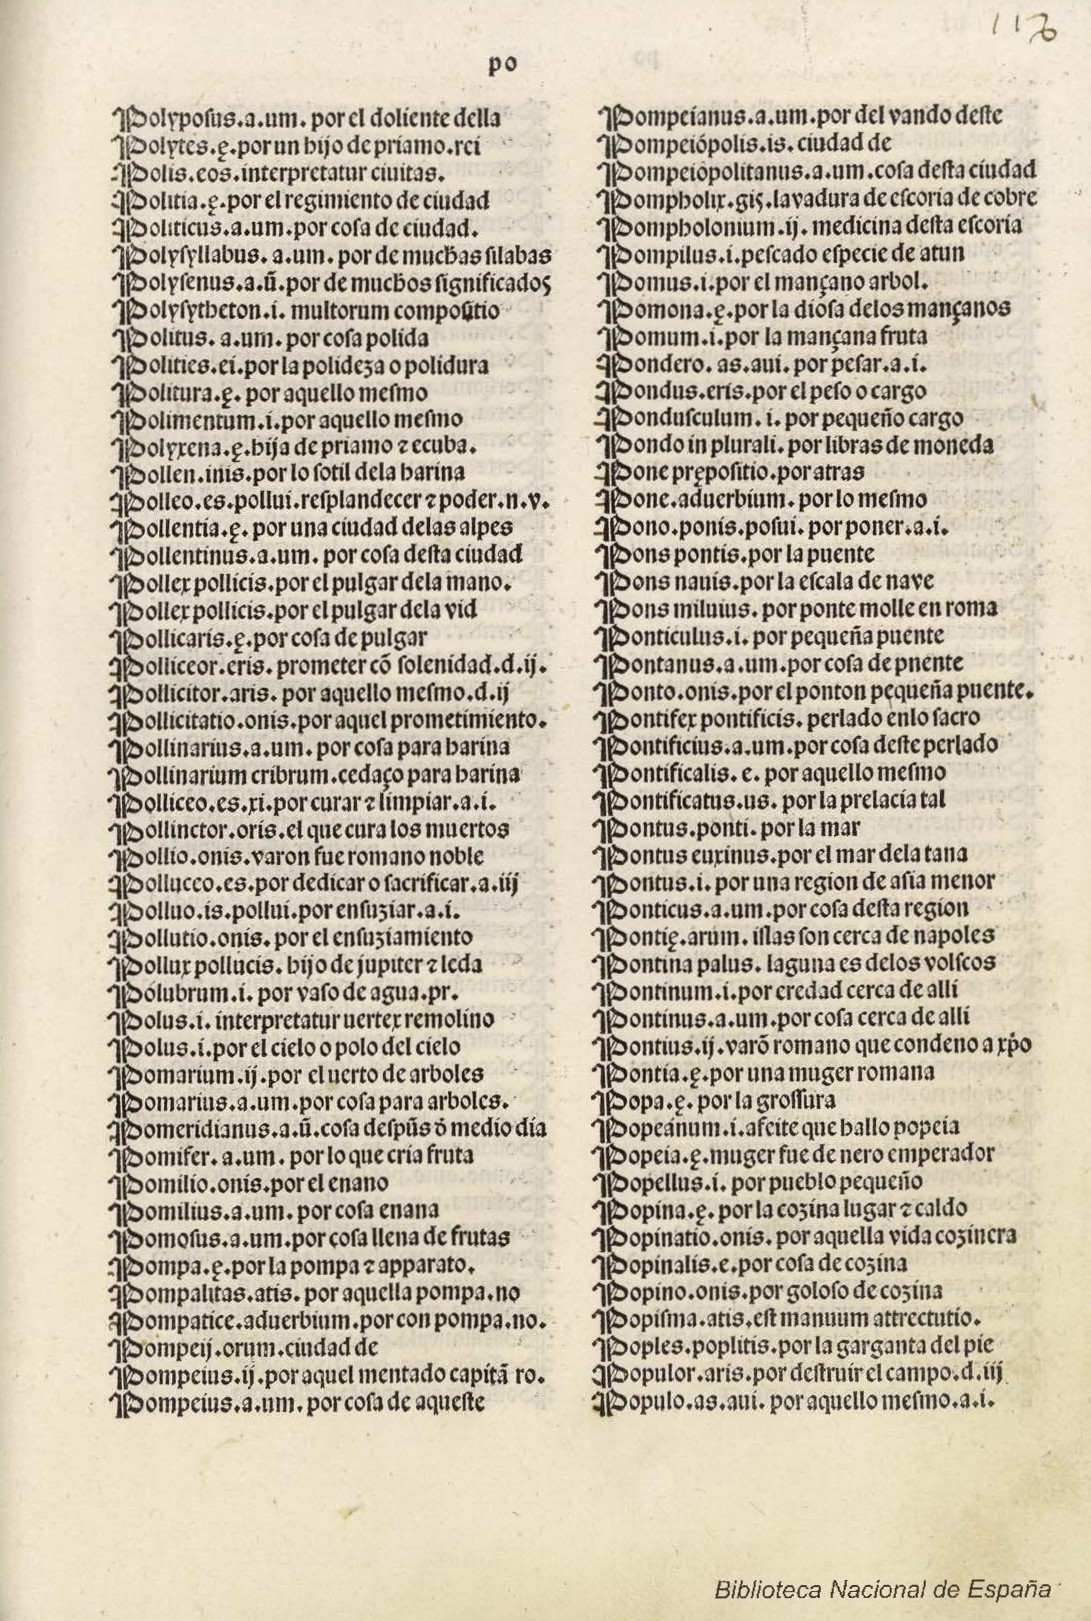 116
po
Polyposus.a.um. por el doliente della
Polytes.ę.por un hijo de priamo.rei
Polis.eos.interpretatur ciuitas.
Politia.ę.por el regimiento de ciudad
Politicus.a.um.por cosa de ciudad.
Polysyllabus. a.um. por de muchas silabas
Polysenus.a.ũ.por de muchos significados
Polysytheton.i. multorum compositio
Politus. a.um. por cosa polida
Polities.ei.por la polideza o polidura
Politura.ę. por aquello mesmo
Polimentum.i.por aquello mesmo
Polyxena.ę.hija de priamo ⁊ ecuba.
Pollen.inis.por lo sotil dela harina
Polleo.es.pollui.resplandecer ⁊ poder.n.v.
Pollentia.ę. por una ciudad delas alpes
Pollentinus.a.um. por cosa desta ciudad
Pollex pollicis.por el pulgar dela mano.
Pollex pollicis.por el pulgar dela vid
Pollicaris.ę.por cosa de pulgar
Polliceor.eris. prometer cõ solenidad.d.ij.
Pollicitor.aris. por aquello mesmo.d.ij
Pollicitatio.onis.por aquel prometimiento.
Pollinarius.a.um. por cosa para harina
Pollinarium cribrum.cedaço para harina
Polliceo.es.xi.por curar ⁊ limpiar.a.i.
Pollinctor.oris.el que cura los muertos
Pollio.onis.varon fue romano noble
Polluceo.es.por dedicar o sacrificar.a.iij
Polluo.is.pollui.por ensuziar.a.i.
Pollutio.onis. por el ensuziamiento
Pollux pollucis. hijo de jupiter ⁊ leda
Polubrum.i. por vaso de agua.pr.
Polus.i. interpretatur uertex remolino
Polus.i.por el cielo o polo del cielo
Pomarium.ij.por el uerto de arboles
Pomarius.a.um.por cosa para arboles.
Pomeridianus.a.ũ.cosa despũs õ medio dia
Pomifer. a.um. por lo que cria fruta
Pomilio.onis.por el enano
Pomilius.a.um. por cosa enana
Pomosus.a.um.por cosa llena de frutas
Pompa.ę.por la pompa ⁊ apparato.
Pompalitas.atis. por aquella pompa.no
Pompatice.aduerbium.por con pompa.no.
Pompeij.orum.ciudad de
Pompeius.ij.por aquel mentado capitã ro.
Pompeius.a.um. por cosa de aqueste
Pompeianus.a.um.por del vando deste
Pompeiópolis.is. ciudad de
Pompeiopolitanus.a.um.cosa desta ciudad
Pompholix.gis.lavadura de escoria de cobre
Pompholonium.ij. medicina desta escoria
Pompilus.i.pescado especie de atun
Pomus.i.por el mançano arbol.
Pomona.ę.por la diosa delos mançanos
Pomum.i.por la mançana fruta
Pondero. as.aui. por pesar.a.i.
Pondus.eris.por el peso o cargo
Pondusculum. i. por pequeño cargo
Pondo in plurali. por libras de moneda
Pone prępositio.por atras
Pone.aduerbium. por lo mesmo
Pono.ponis.posui. por poner.a.i.
Pons pontis.por la puente
Pons nauis.por la escala de nave
Pons miluius. por ponte molle en roma
Ponticulus.i. por pequeña puente
Pontanus.a.um.por cosa de pnente
Ponto.onis.por el ponton pequeña puente.
Pontifex pontificis. perlado enlo sacro
Pontificius.a.um.por cosa deste perlado
Pontificalis. e. por aquello mesmo
Pontificatus.us. por la prelacia tal
Pontus.ponti. por la mar
Pontus euxinus.por el mar dela tana
Pontus.i. por una region de asia menor
Ponticus.a.um.por cosa desta region
Pontię.arum. islas son cerca de napoles
Pontina palus. laguna es delos volscos
Pontinum.i.por eredad cerca de alli
Pontinus.a.um.por cosa cerca de alli
Pontius.ij.varõ romano que condeno a xp̃o
Pontia.ę.por una muger romana
Popa.ę. por la grossura
Popeanum.i.afeite que hallo popeia
Popeia.ę.muger fue de nero emperador
Popellus.i. por pueblo pequeño
Popina.ę. por la cozina lugar ⁊ caldo
Popinatio.onis. por aquella vida cozinera
Popinalis.e.por cosa de cozina
Popino.onis.por goloso de cozina
Popisma.atis.est manuum attrectutio.
Poples.poplitis.por la garganta del pie
Populor.aris.por destruir el campo.d.iij
Populo.as.aui. por aquello mesmo.a.i.
Biblioteca Nacional de España